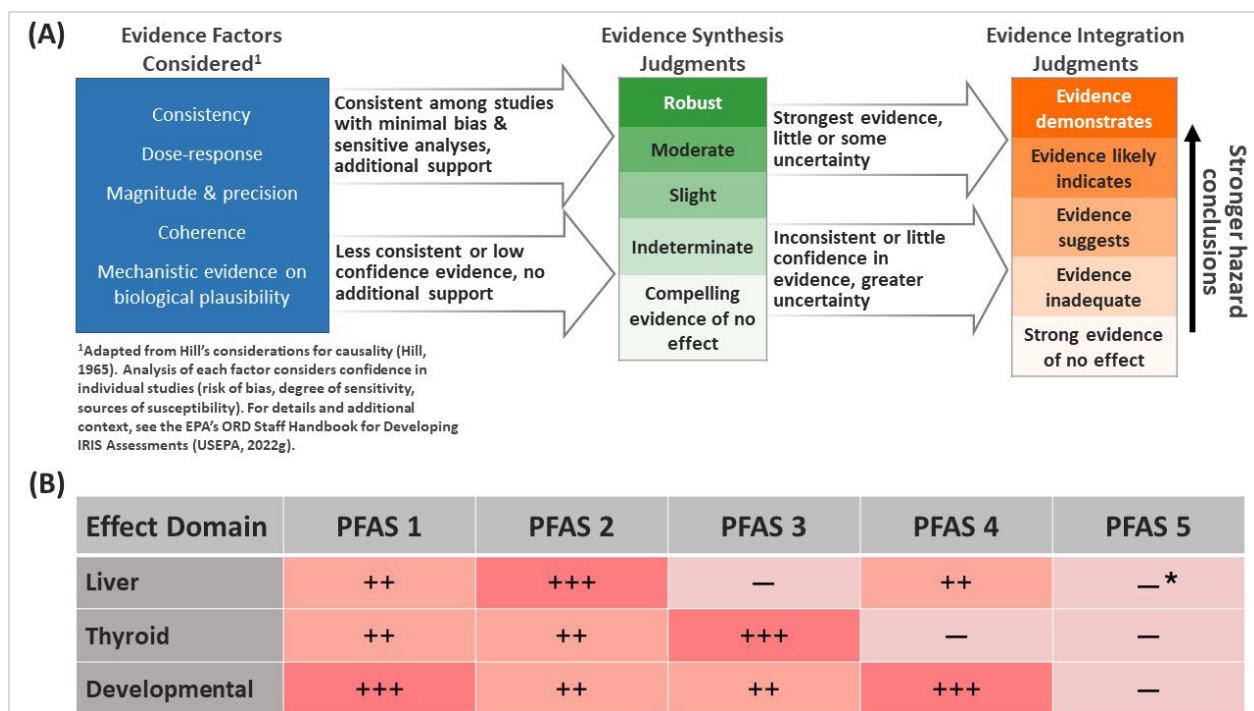 (A)
Evidence Factors
Considered1
Consistency
Dose-response
Magnitude & precision
Coherence
Mechanistic evidence on
biological plausibility
Consistent among studies
with minimal bias &
sensitive analyses,
additional support
Less consistent or low
confidence evidence, no
additional support
Evidence Synthesis
Judgments
Robust
Moderate
Slight
Indeterminate
Compelling
evidence of no
effect
Strongest evidence,
little or some
uncertainty
Inconsistent or little
confidence in
evidence, greater
uncertainty
Evidence Integration
Judgments
Evidence
demonstrates
Evidence likely
indicates
Evidence
suggests
Evidence
inadequate
Strong evidence
of no effect
Stronger hazard
conclusions
1Adapted from Hill's considerations for causality (Hill,
1965). Analysis of each factor considers confidence in
individual studies (risk of bias, degree of sensitivity,
sources of susceptibility). For details and additional
context, see the EPA's ORD Staff Handbook for Developing
IRIS Assessments (USEPA, 2022g).
(B)
Effect Domain PFAS 1 PFAS 2 PFAS 3 PFAS 4 PFAS 5
Liver ++ +++ — ++ —*
Thyroid ++ ++ +++ — —
Developmental +++ ++ ++ +++ —